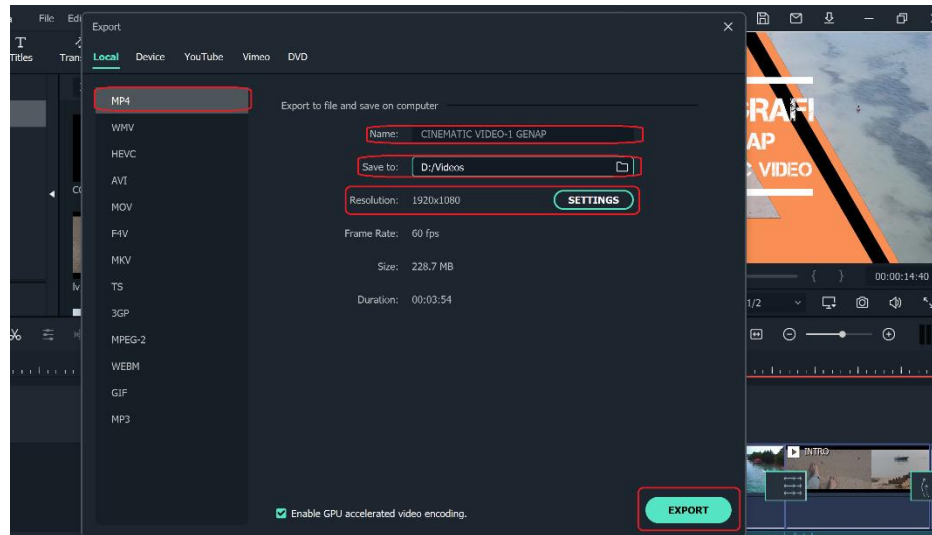 File Edi
T
Titles Tran
Export
Local Device YouTube Vimeo DVD
MP4
WMV
HEVC
AVI
MOV
F4V
MKV
TS
3GP
MPEG-2
WEBM
GIF
MP3
Export to file and save on computer
Name: CINEMATIC VIDEO-1 GENAP
Save to: D:/Videos
Resolution: 1920x1080 SETTINGS
Frame Rate: 60 fps
Size: 228.7 MB
Duration: 00:03:54
Enable GPU accelerated video encoding.
EXPORT
RAFI
AP
VIDEO
{ } 00:00:14:40
1/2
INTRO